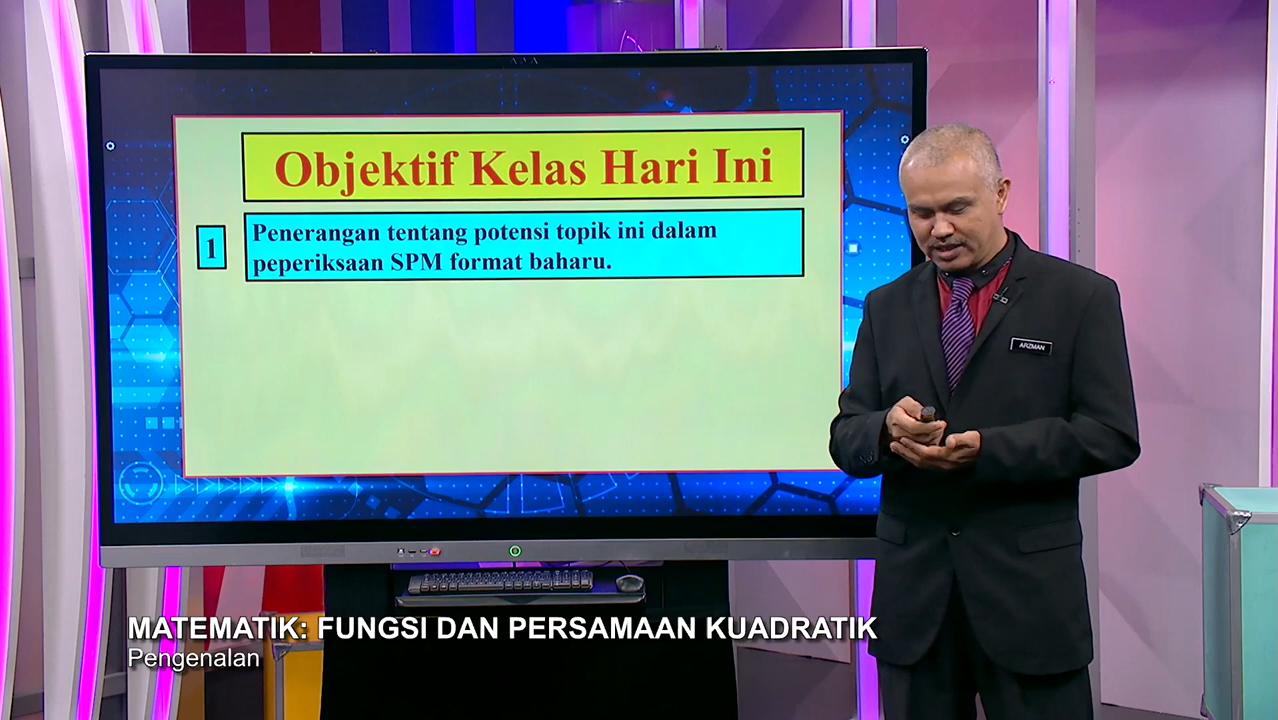 Objektif Kelas Hari Ini
1
Penerangan tentang potensi topik ini dalam
peperiksaan SPM format baharu.
ARZMAN
MATEMATIK: FUNGSI DAN PERSAMAAN KUADRATIK
Pengenalan